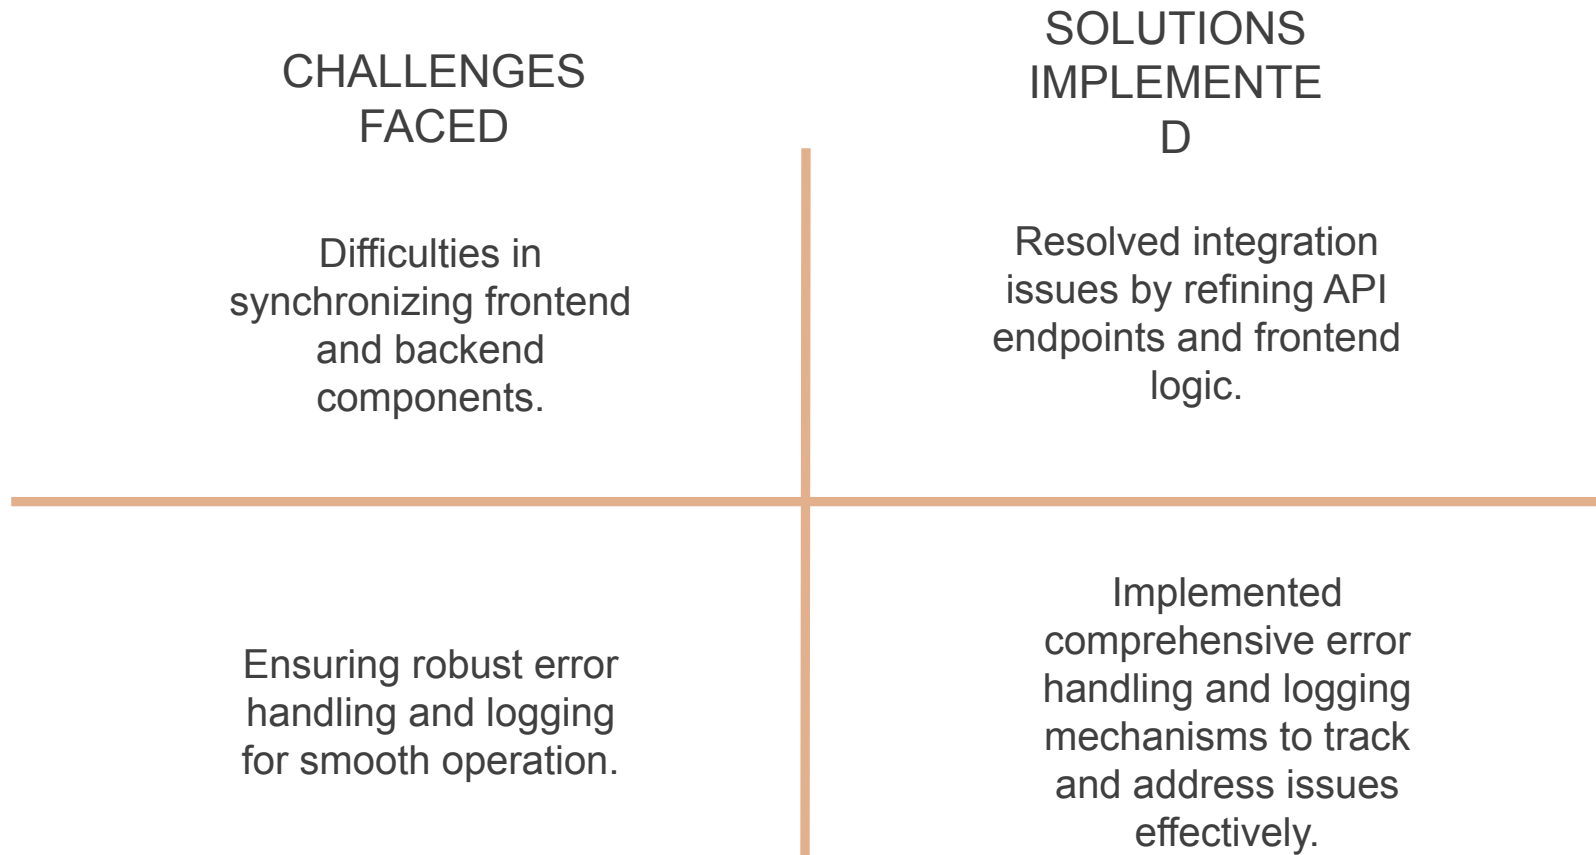 CHALLENGES
FACED
SOLUTIONS
IMPLEMENTE
D
Difficulties in
synchronizing frontend
and backend
components.
Resolved integration
issues by refining API
endpoints and frontend
logic.
Ensuring robust error
handling and logging
for smooth operation.
Implemented
comprehensive error
handling and logging
mechanisms to track
and address issues
effectively.